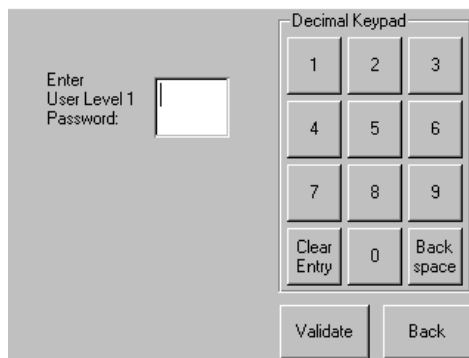 Decimal Keypad
Enter
User Level 1
Password:
1 2 3
4 5 6
7 8 9
Clear
Entry
0
Back
space
Validate Back